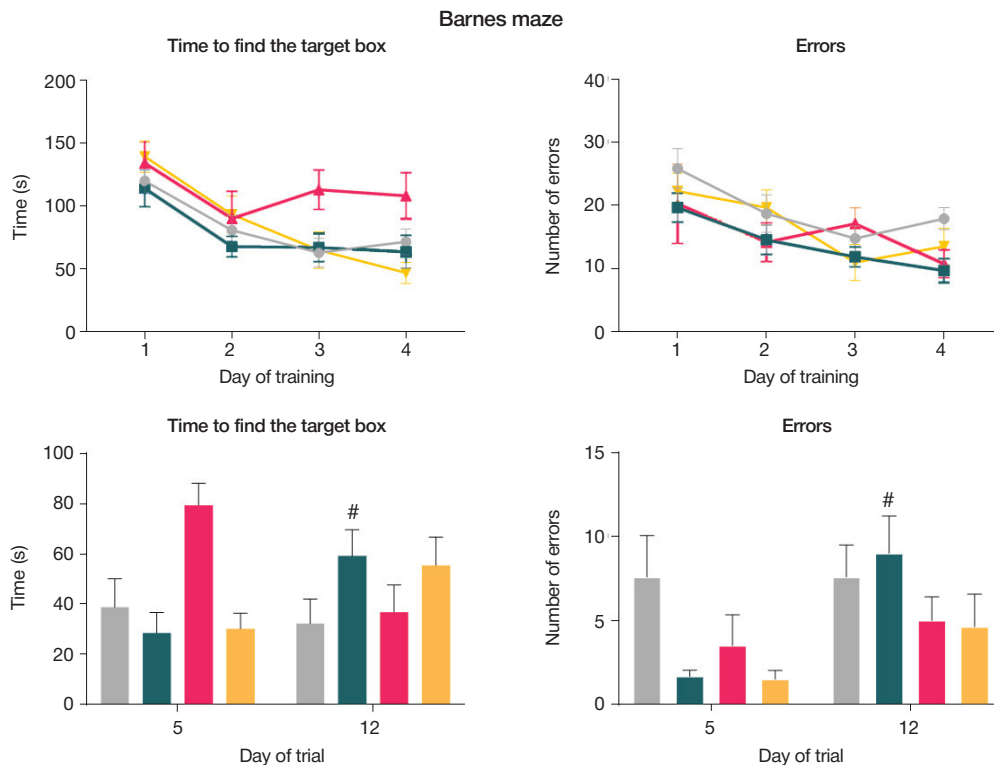 Barnes maze
Time to find the target box
200
150
100
50
0
Time (s)
1 2 3 4
Day of training
Errors
40
30
20
10
0
Number of errors
1 2 3 4
Day of training
Time to find the target box
100
80
60
40
20
0
Time (s)
#
5 12
Day of trial
Errors
15
10
5
0
Number of errors
#
5 12
Day of trial